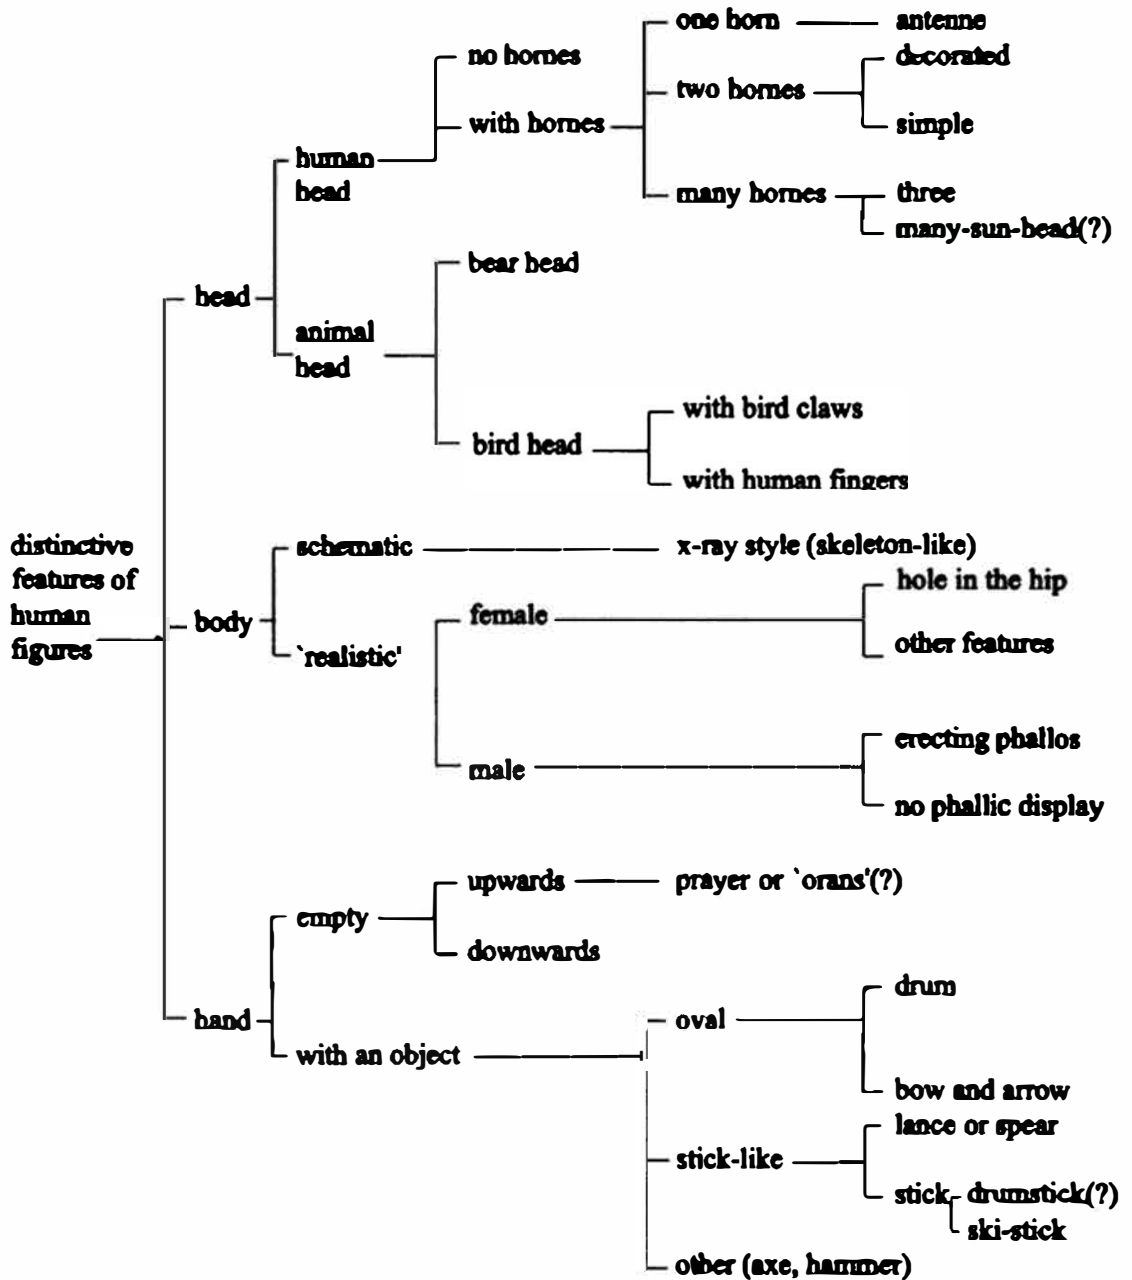 one horn
antenne
no hornes
decorated
two hornes
with hornes
simple
human
head
many hornes
three
many-sun-head(?)
bear head
head
animal
head
with bird claws
bird head
with human fingers
distinctive
features of
human
figures
schematic
x-ray style (skeleton-like)
hole in the hip
body
female
other features
`realistic'
erecting phallos
male
no phallic display
upwards
prayer or `orans'(?)
empty
downwards
drum
hand
oval
with an object
bow and arrow
lance or spear
stick-like
stick
drumstick(?)
ski-stick
other (axe, hammer)